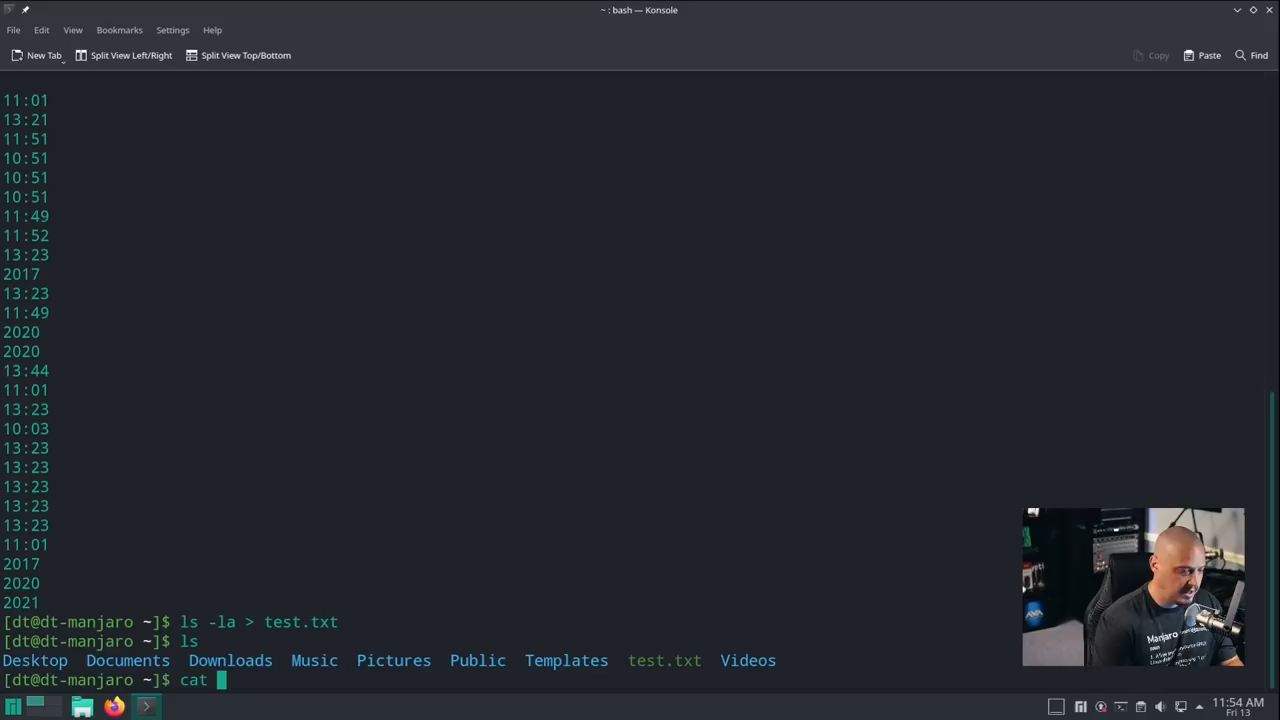 ~ : bash — Konsole
File Edit View Bookmarks Settings Help
New Tab Split View Left/Right Split View Top/Bottom Copy Paste Find
11:01
13:21
11:51
10:51
10:51
10:51
11:49
11:52
13:23
2017
13:23
11:49
2020
2020
13:44
11:01
13:23
10:03
13:23
13:23
13:23
13:23
13:23
11:01
2017
2020
2021
[dt@dt-manjaro ~]$ ls -la > test.txt
[dt@dt-manjaro ~]$ ls
Desktop Documents Downloads Music Pictures Public Templates test.txt Videos
[dt@dt-manjaro ~]$ cat
Manjaro
11:54 AM
Fri 13